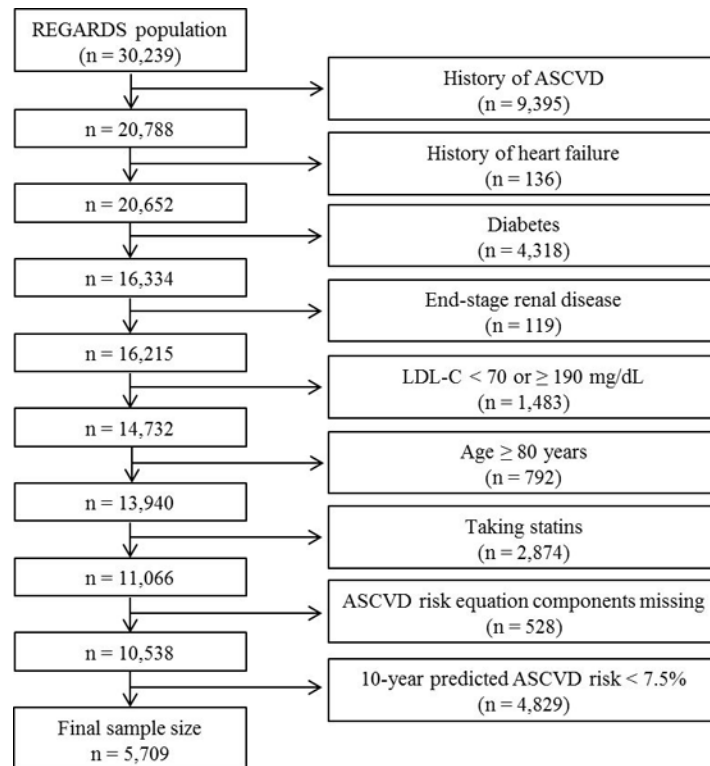 REGARDS population
(n = 30,239)
History of ASCVD
(n = 9,395)
n = 20,788
History of heart failure
(n = 136)
n = 20,652
Diabetes
(n = 4,318)
n = 16,334
End-stage renal disease
(n = 119)
n = 16,215
LDL-C < 70 or ≥ 190 mg/dL
(n = 1,483)
n = 14,732
Age ≥ 80 years
(n = 792)
n = 13,940
Taking statins
(n = 2,874)
n = 11,066
ASCVD risk equation components missing
(n = 528)
n = 10,538
10-year predicted ASCVD risk < 7.5%
(n = 4,829)
Final sample size
n = 5,709